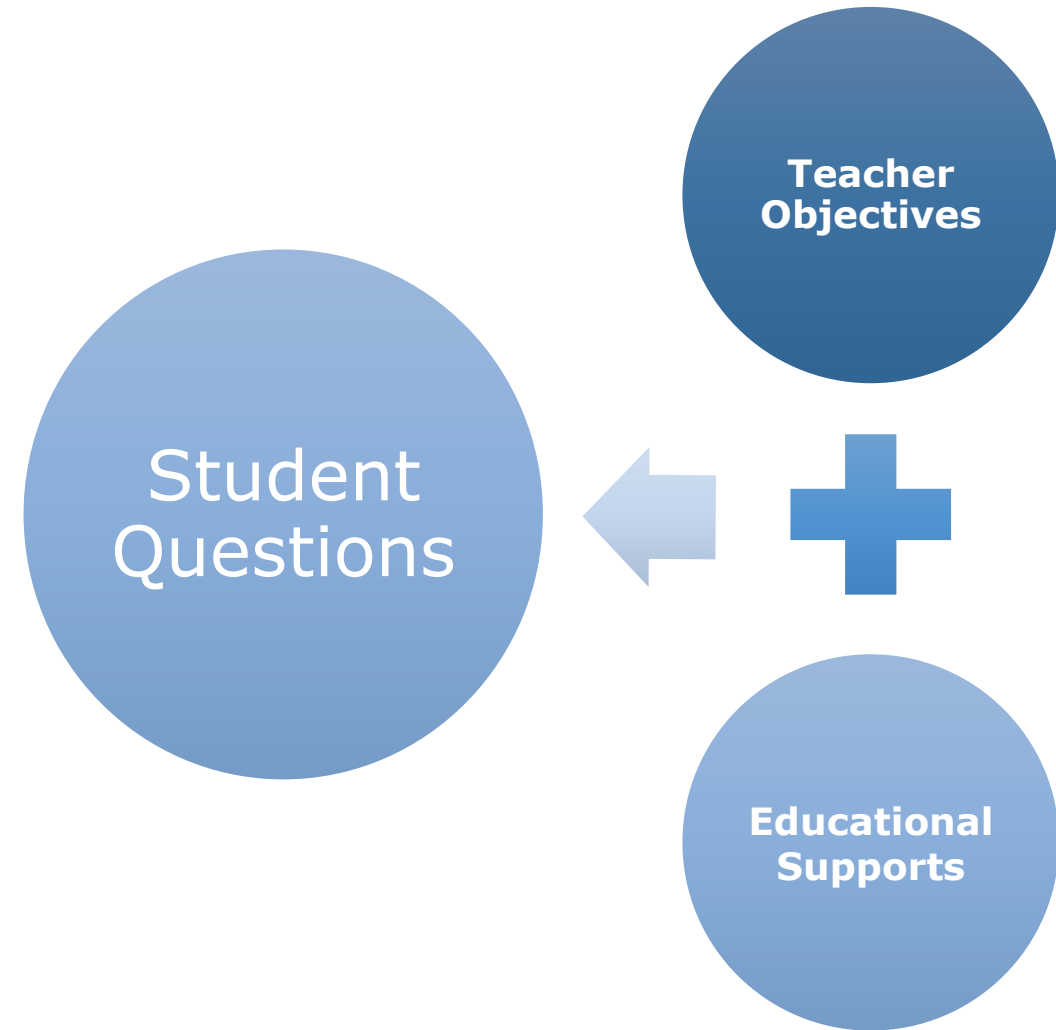 Teacher
Objectives
Student
Questions
Educational
Supports